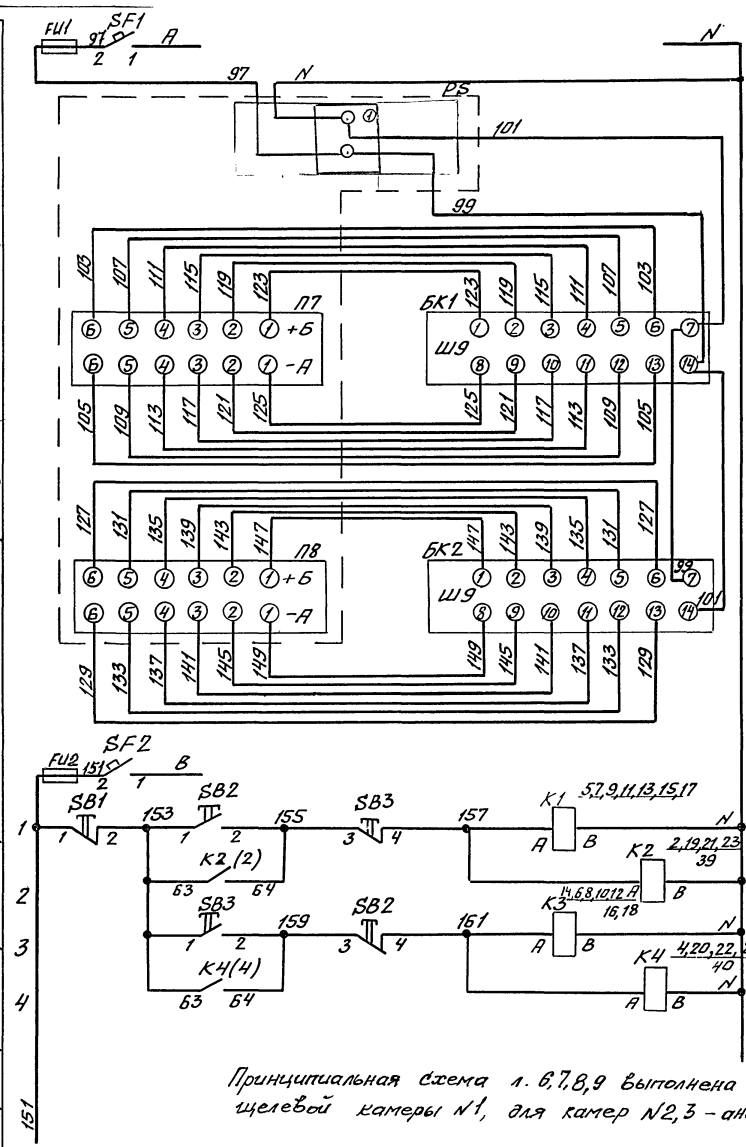 FU1 97 SF1 A N
2 1
97 N PS
1
101
99
103 107 111 115 119 123 123 119 115 111 107 103
П7 БК1
6 5 4 3 2 1 +Б 1 2 3 4 5 6 7
Ш9
6 5 4 3 2 1 -А 8 9 10 11 12 13 14
105 109 113 117 121 125 125 121 117 113 109 105
127 131 135 139 143 147 147 143 139 135 131 127
П8 БК2
6 5 4 3 2 1 +Б 1 2 3 4 5 6 99 7
Ш9
6 5 4 3 2 1 -А 8 9 10 11 12 13 14 101
129 133 137 141 145 149 149 145 141 137 133 129
FU2 151 SF2 B
2 1
SB1 153 SB2 155 SB3 157 K1 5,7,9,11,13,15,17
1 1 2 1 2 3 4 A B N
K2 (2) K2 2,19,21,23
39
2 63 64 A B
SB3 159 SB2 161 K3 14,6,8,10,12
16,18
3 1 2 3 4 A B N
K4 (4) K4 4,20,22,
40
4 63 64 A B N
151
Принципиальная схема л. 6,7,8,9 выполнена
щелевой камеры N1, для камер N2,3 - ан